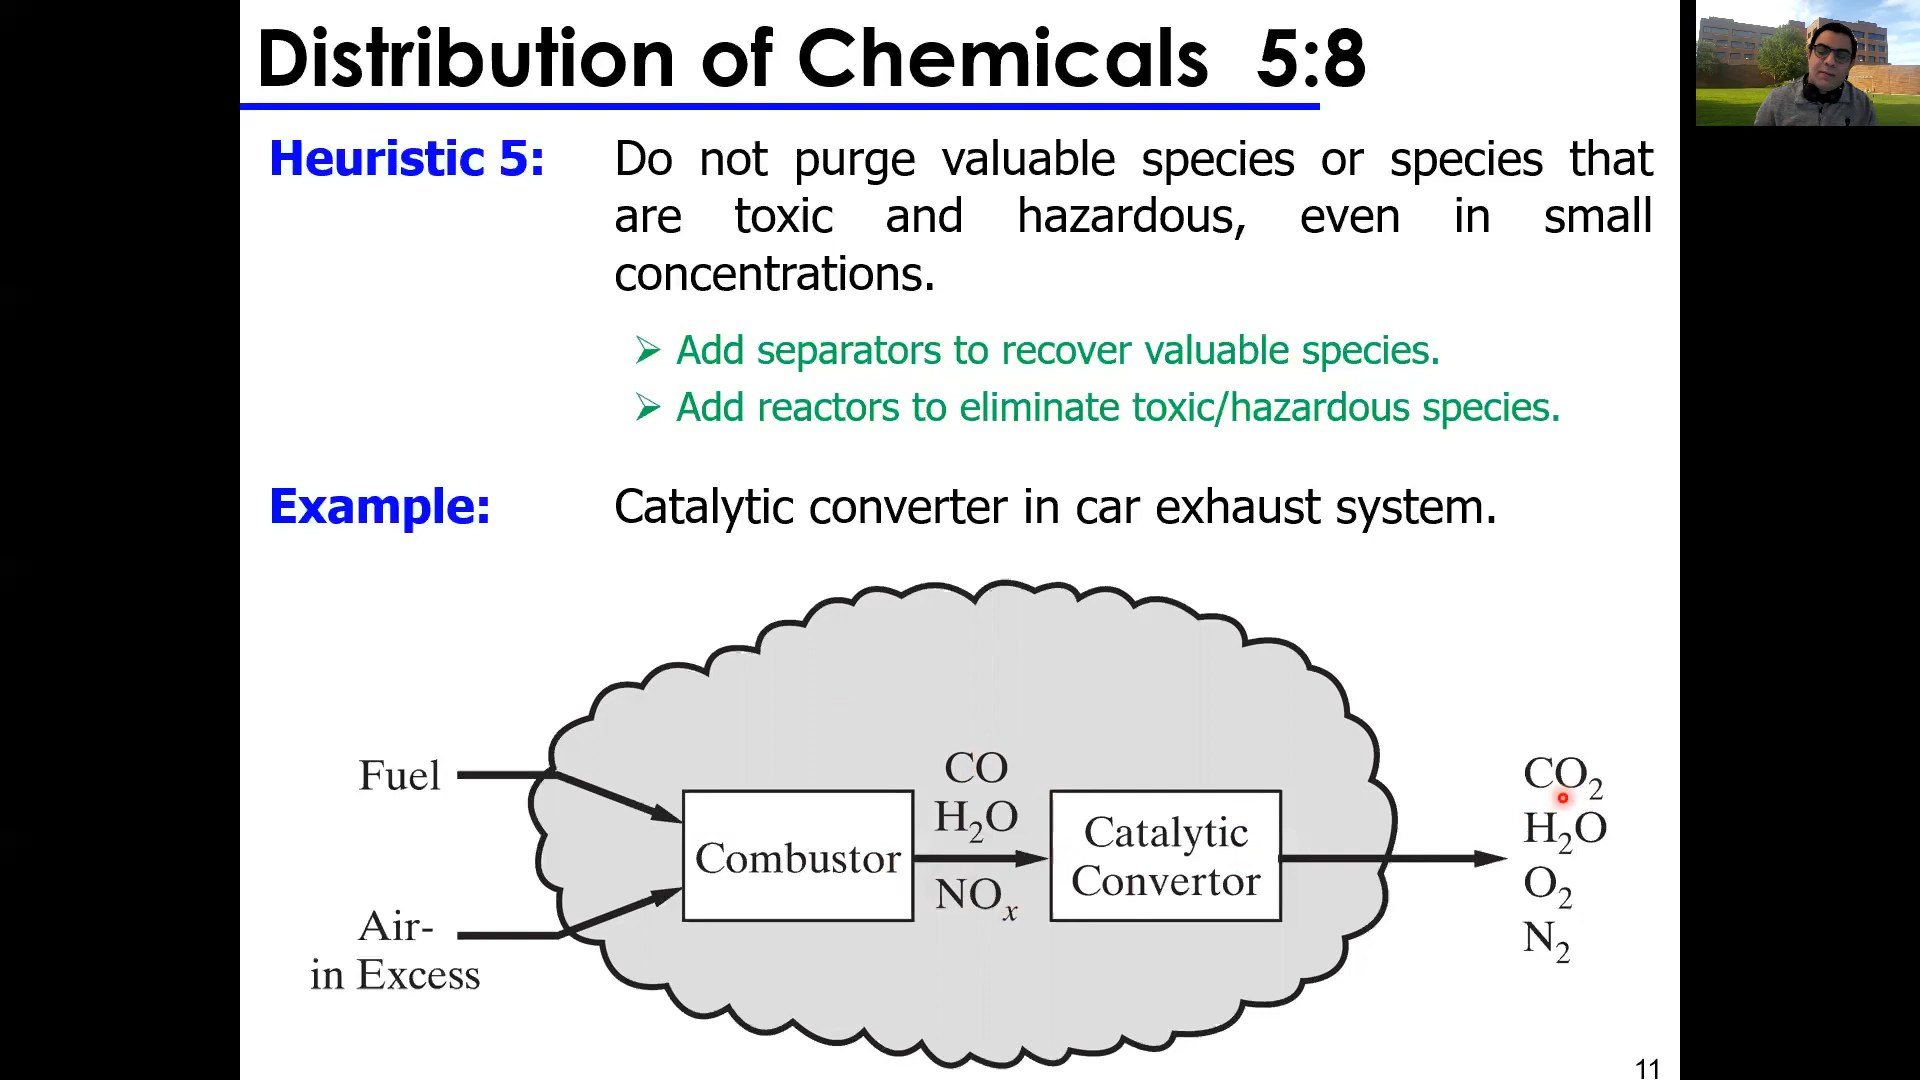 Distribution of Chemicals 5:8
Heuristic 5: Do not purge valuable species or species that
are toxic and hazardous, even in small
concentrations.
Add separators to recover valuable species.
Add reactors to eliminate toxic/hazardous species.
Example: Catalytic converter in car exhaust system.
Fuel
Air-
in Excess
Combustor
CO
H₂O
NOₓ
Catalytic
Convertor
CO₂
H₂O
O₂
N₂
11